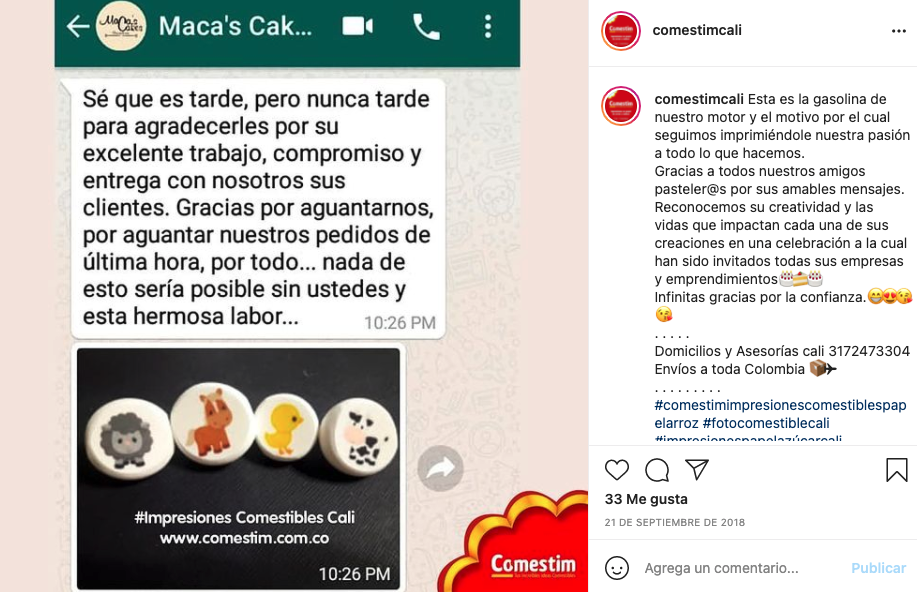 Maca's Cak...
Maca's
Cakes
Sé que es tarde, pero nunca tarde
para agradecerles por su
excelente trabajo, compromiso y
entrega con nosotros sus
clientes. Gracias por aguantarnos,
por aguantar nuestros pedidos de
última hora, por todo... nada de
esto sería posible sin ustedes y
esta hermosa labor...
10:26 PM
#Impresiones Comestibles Cali
www.comestim.com.co
10:26 PM
Comestim
comestimcali
comestimcali Esta es la gasolina de
nuestro motor y el motivo por el cual
seguimos imprimiéndole nuestra pasión
a todo lo que hacemos.
Gracias a todos nuestros amigos
pasteler@s por sus amables mensajes.
Reconocemos su creatividad y las
vidas que impactan cada una de sus
creaciones en una celebración a la cual
han sido invitados todas sus empresas
y emprendimientos🎂🍰🎂
Infinitas gracias por la confianza.😁😍😘
😘
. . . . .
Domicilios y Asesorías cali 3172473304
Envíos a toda Colombia 📦✈
. . . . . . . . .
#comestimimpresionescomestiblespap
elarroz #fotocomestiblecali
#impresionespapelazúcarcali
33 Me gusta
21 DE SEPTIEMBRE DE 2018
Agrega un comentario...
Publicar